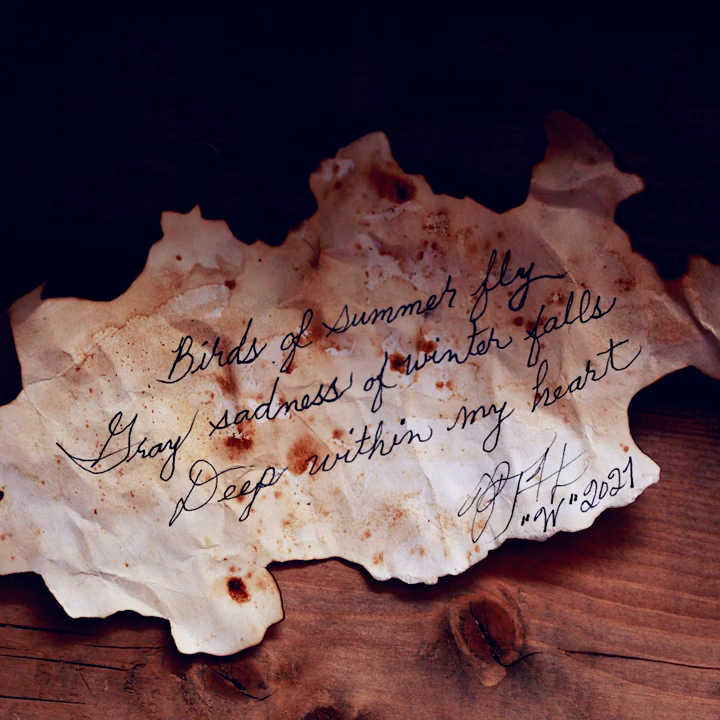 Birds of summer fly
Gray sadness of winter falls
Deep within my heart
"W" 2021